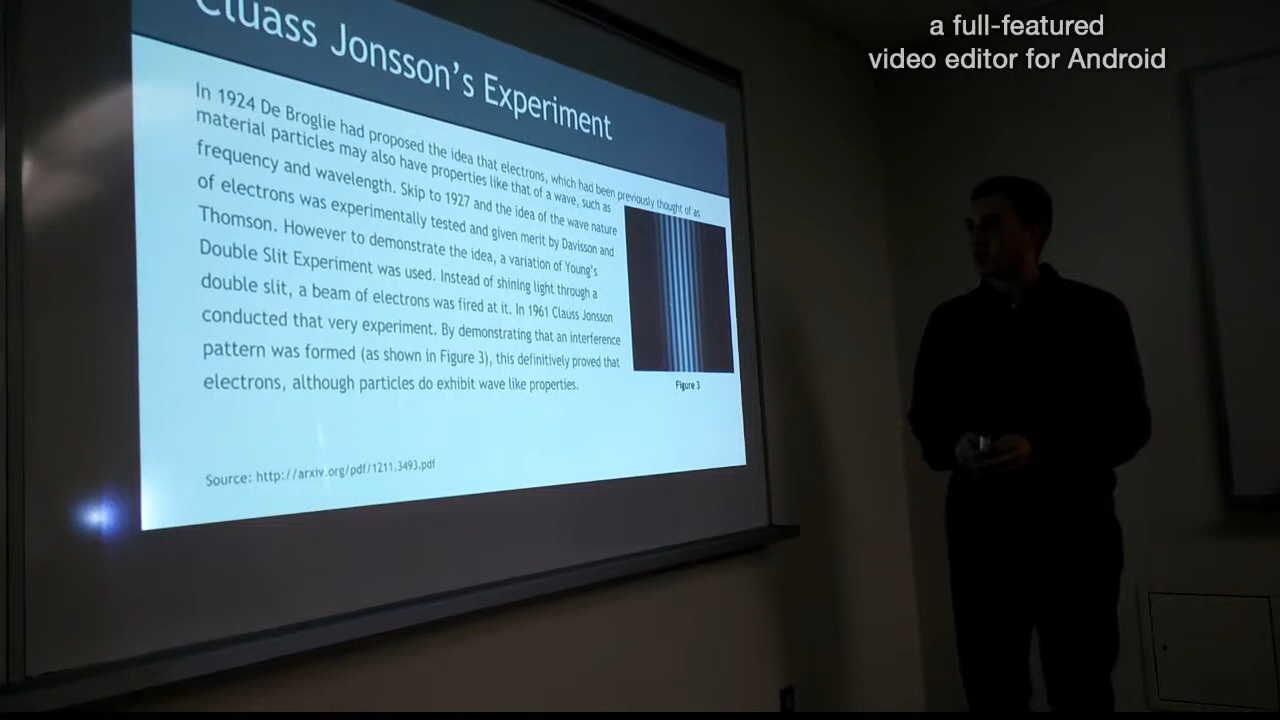 a full-featured
video editor for Android
Cluass Jonsson's Experiment
In 1924 De Broglie had proposed the idea that electrons, which had been previously thought of as
material particles may also have properties like that of a wave, such as
frequency and wavelength. Skip to 1927 and the idea of the wave nature
of electrons was experimentally tested and given merit by Davisson and
Thomson. However to demonstrate the idea, a variation of Young's
Double Slit Experiment was used. Instead of shining light through a
double slit, a beam of electrons was fired at it. In 1961 Clauss Jonsson
conducted that very experiment. By demonstrating that an interference
pattern was formed (as shown in Figure 3), this definitively proved that
electrons, although particles do exhibit wave like properties.
Figure 3
Source: http://arxiv.org/pdf/1211.3493.pdf